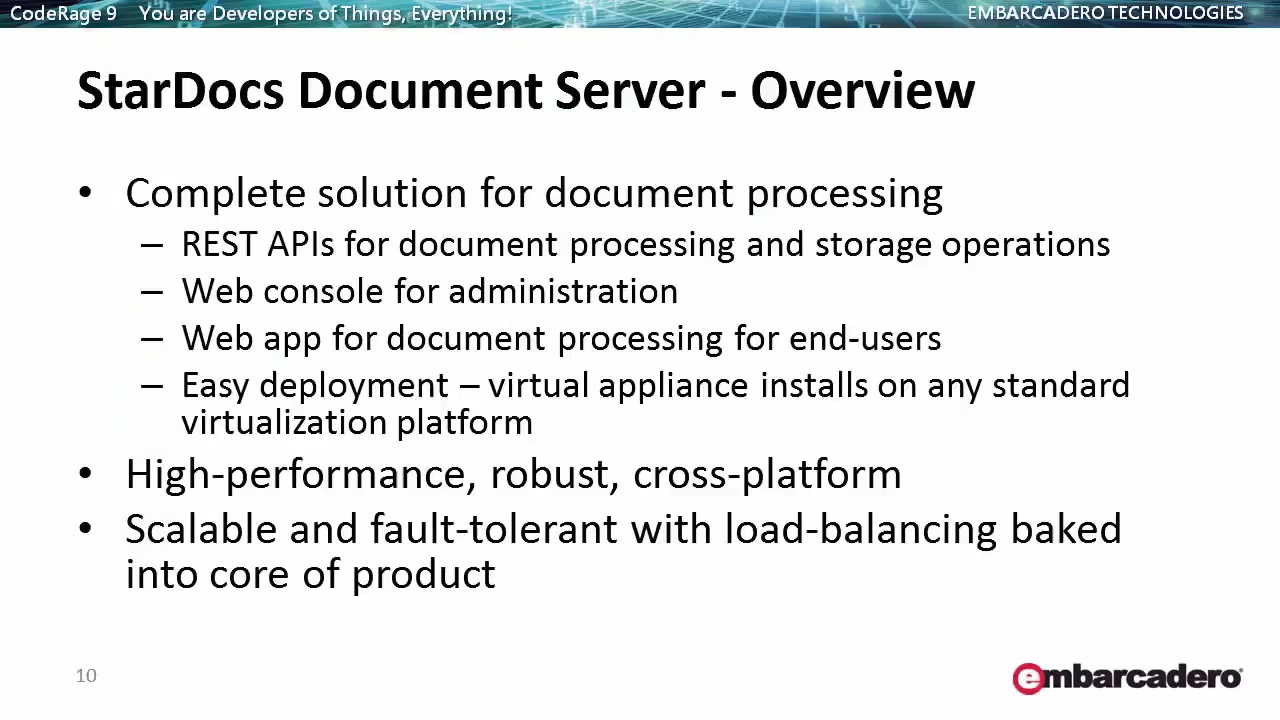 CodeRage 9 You are Developers of Things, Everything!
EMBARCADERO TECHNOLOGIES
StarDocs Document Server - Overview
• Complete solution for document processing
– REST APIs for document processing and storage operations
– Web console for administration
– Web app for document processing for end-users
– Easy deployment – virtual appliance installs on any standard
virtualization platform
• High-performance, robust, cross-platform
• Scalable and fault-tolerant with load-balancing baked
into core of product
10
embarcadero